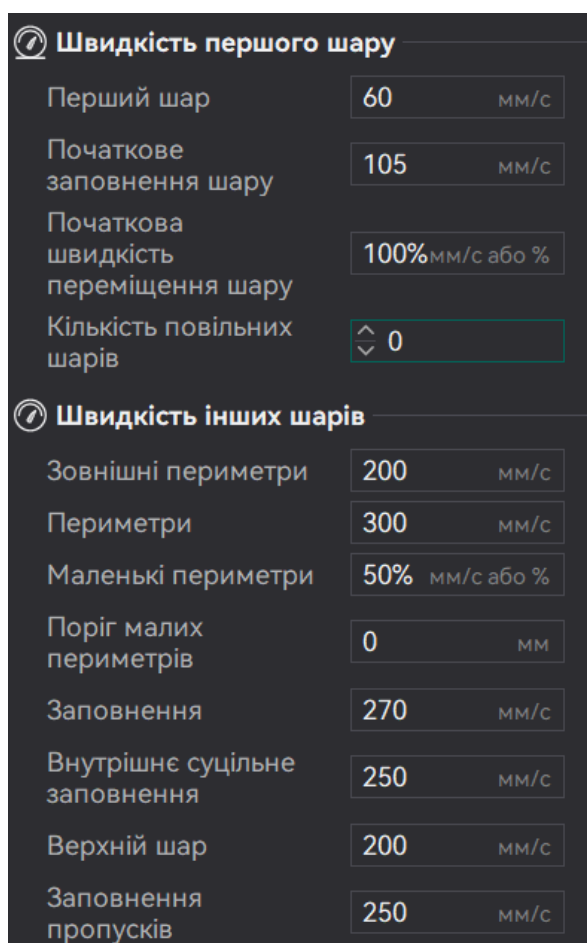 Швидкість першого шару
Перший шар 60 мм/с
Початкове
заповнення шару 105 мм/с
Початкова
швидкість
переміщення шару 100% мм/с або %
Кількість повільних
шарів 0
Швидкість інших шарів
Зовнішні периметри 200 мм/с
Периметри 300 мм/с
Маленькі периметри 50% мм/с або %
Поріг малих
периметрів 0 мм
Заповнення 270 мм/с
Внутрішнє суцільне
заповнення 250 мм/с
Верхній шар 200 мм/с
Заповнення
пропусків 250 мм/с